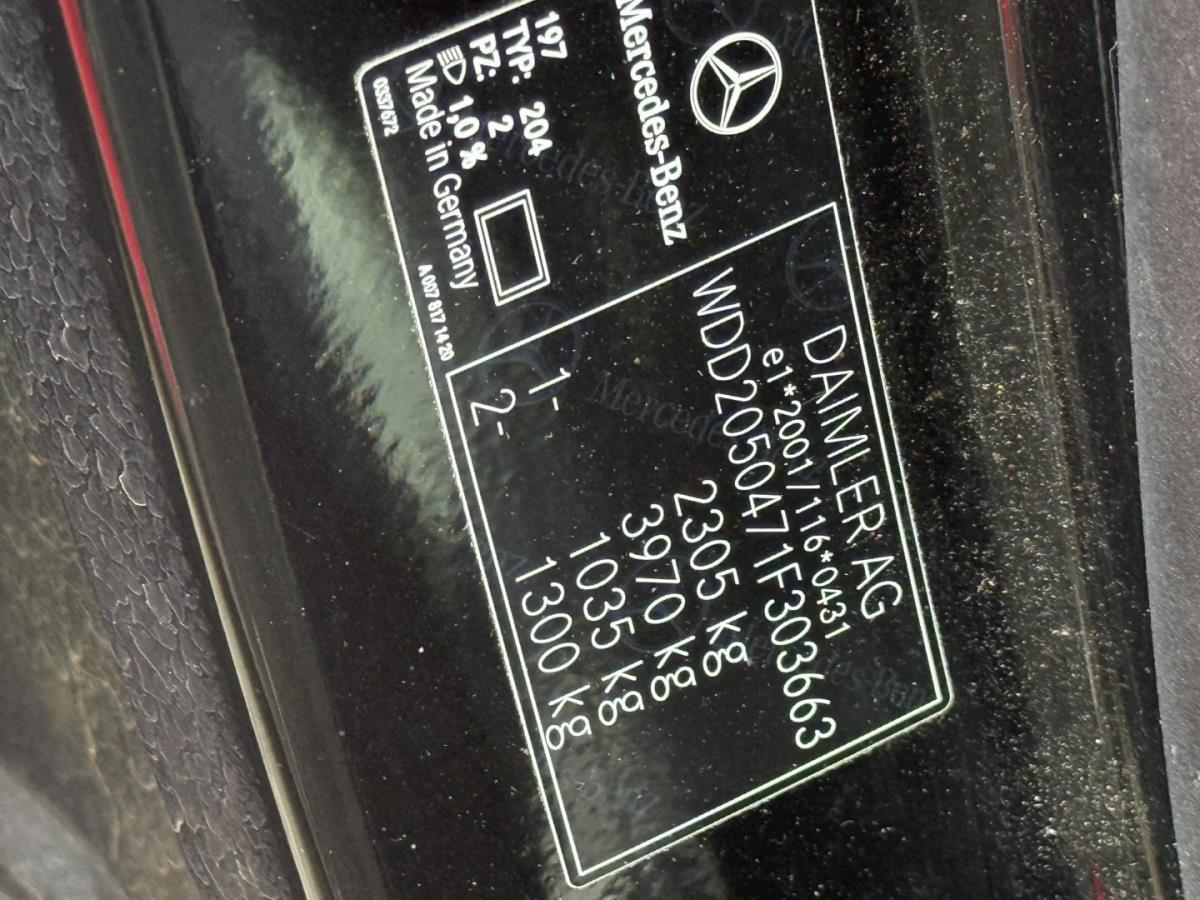 Mercedes-Benz
DAIMLER AG
e1*2001/116*0431
WDD2050471F303663
2305 kg
3970 kg
1- 1035 kg
2- 1300 kg
197
TYP: 204
PZ: 2
1,0 %
Made in Germany
0337672
A 007 817 14 20